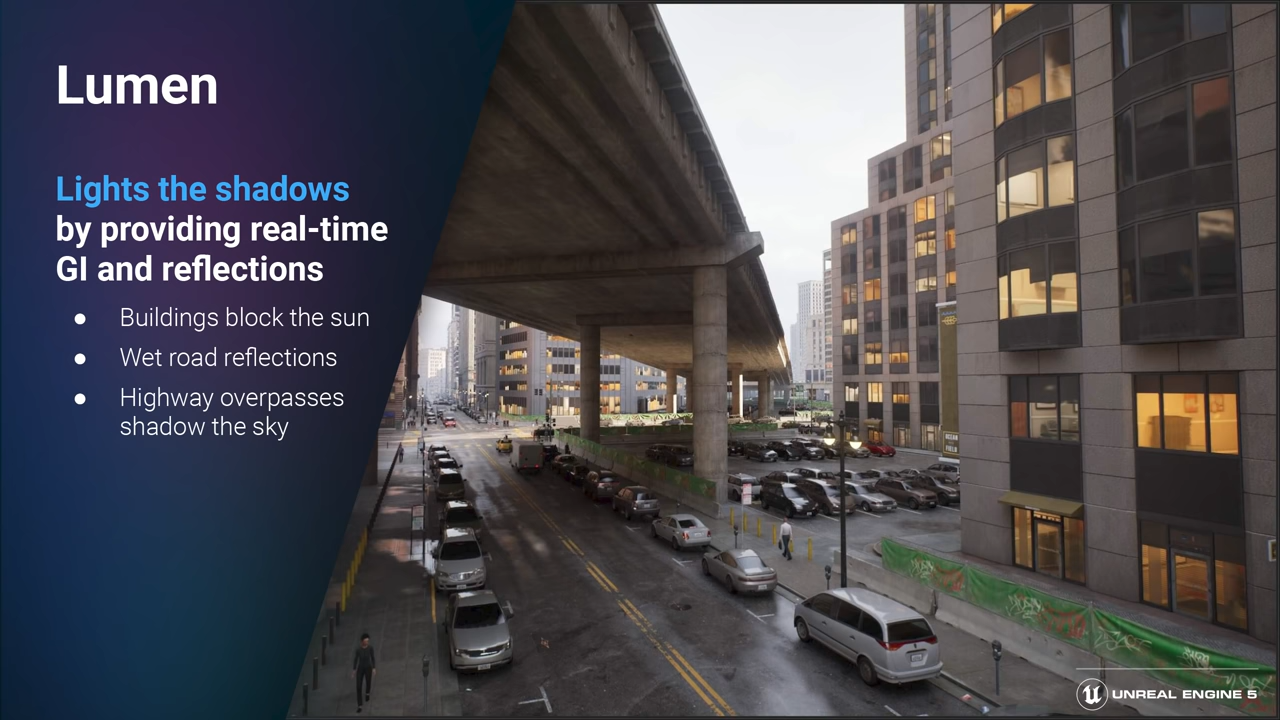 Lumen
Lights the shadows
by providing real-time
GI and reflections
● Buildings block the sun
● Wet road reflections
● Highway overpasses
shadow the sky
UNREAL ENGINE 5